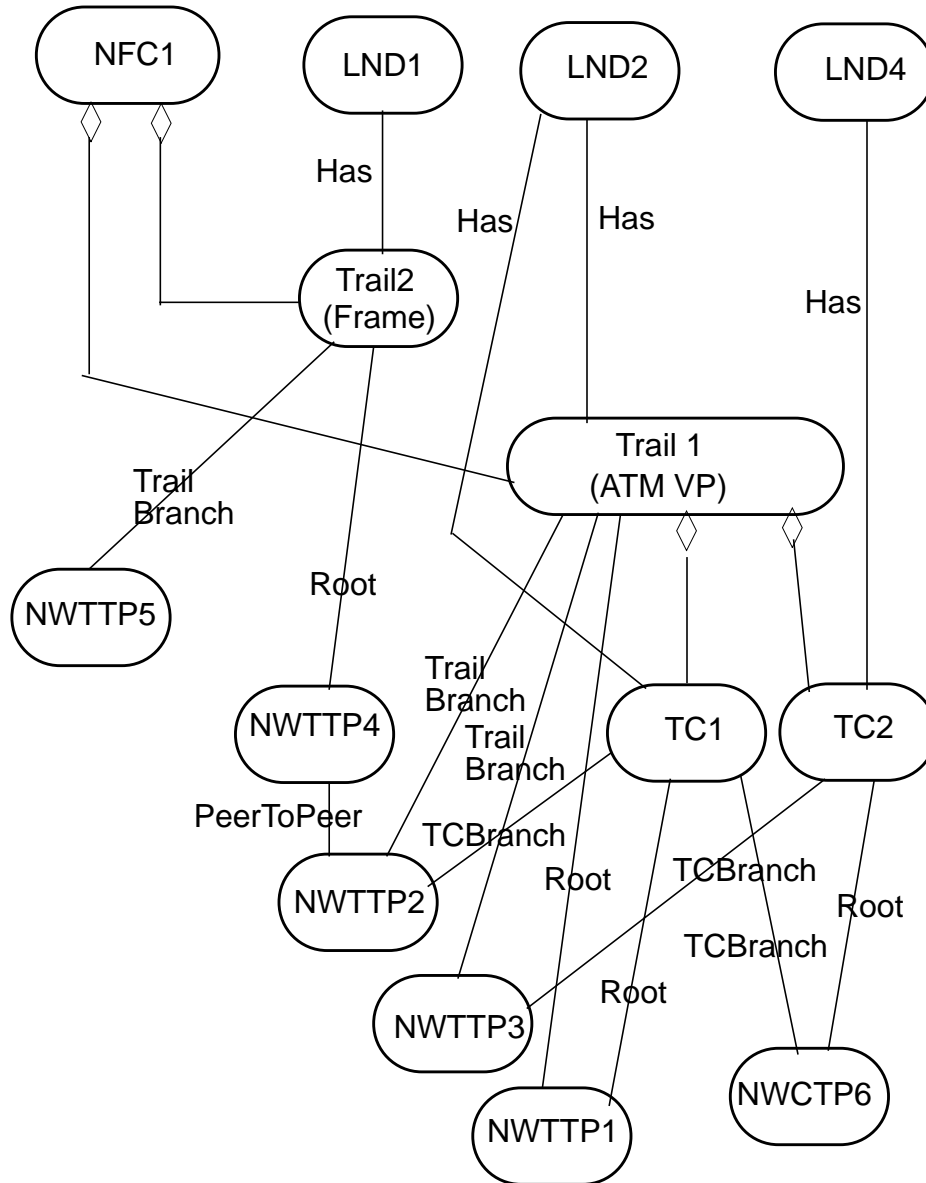 NFC1
LND1
LND2
LND4
Has
Has
Has
Has
Trail2
(Frame)
Trail 1
(ATM VP)
Trail
Branch
NWTTP5
Root
Trail
Branch
NWTTP4
Trail
Branch
TC1
TC2
PeerToPeer
TCBranch
NWTTP2
Root
TCBranch
Root
TCBranch
NWTTP3
Root
NWCTP6
NWTTP1